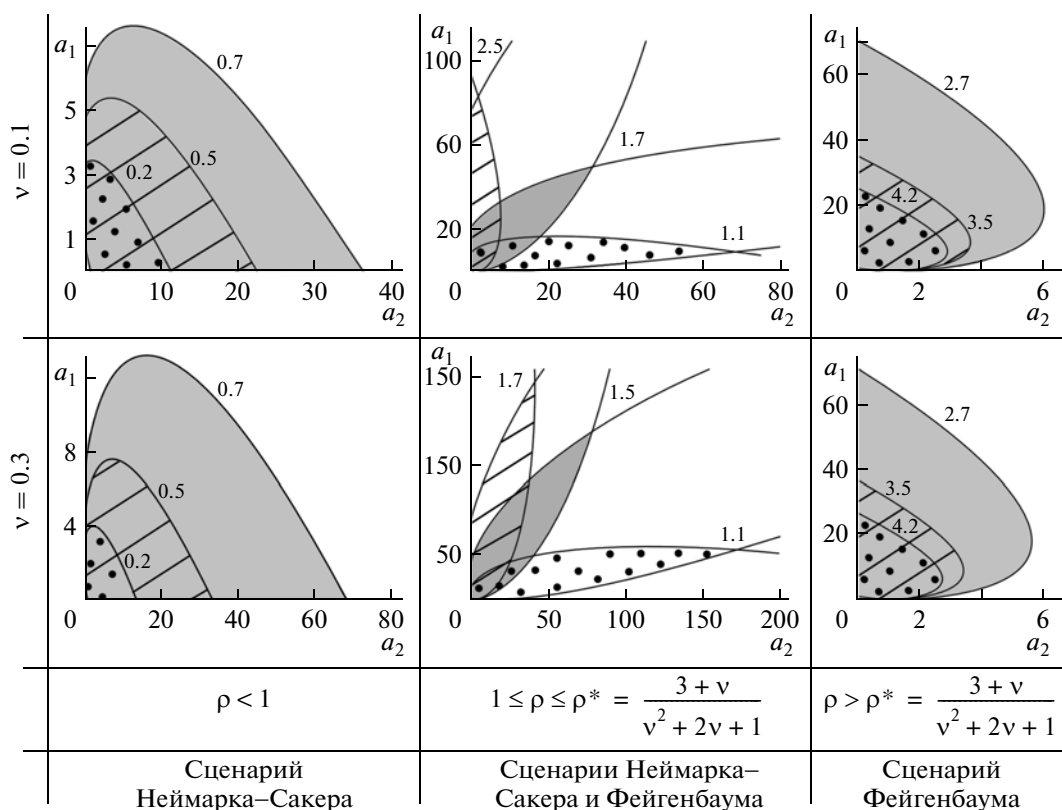 ν = 0.1
a1
5
3
1
0
10
20
30
40
a2
0.7
0.5
0.2
a1
100
60
20
0
20
40
60
80
a2
2.5
1.7
1.1
a1
60
40
20
0
2
6
a2
2.7
4.2
3.5
ν = 0.3
a1
8
4
0
20
40
60
80
a2
0.7
0.5
0.2
a1
150
150
50
0
50
100
150
200
a2
1.7
1.5
1.1
a1
60
40
20
0
2
6
a2
2.7
3.5
4.2
ρ < 1
1 ≤ ρ ≤ ρ* = (3 + ν) / (ν² + 2ν + 1)
ρ > ρ* = (3 + ν) / (ν² + 2ν + 1)
Сценарий
Неймарка–Сакера
Сценарии Неймарка–
Сакера и Фейгенбаума
Сценарий
Фейгенбаума